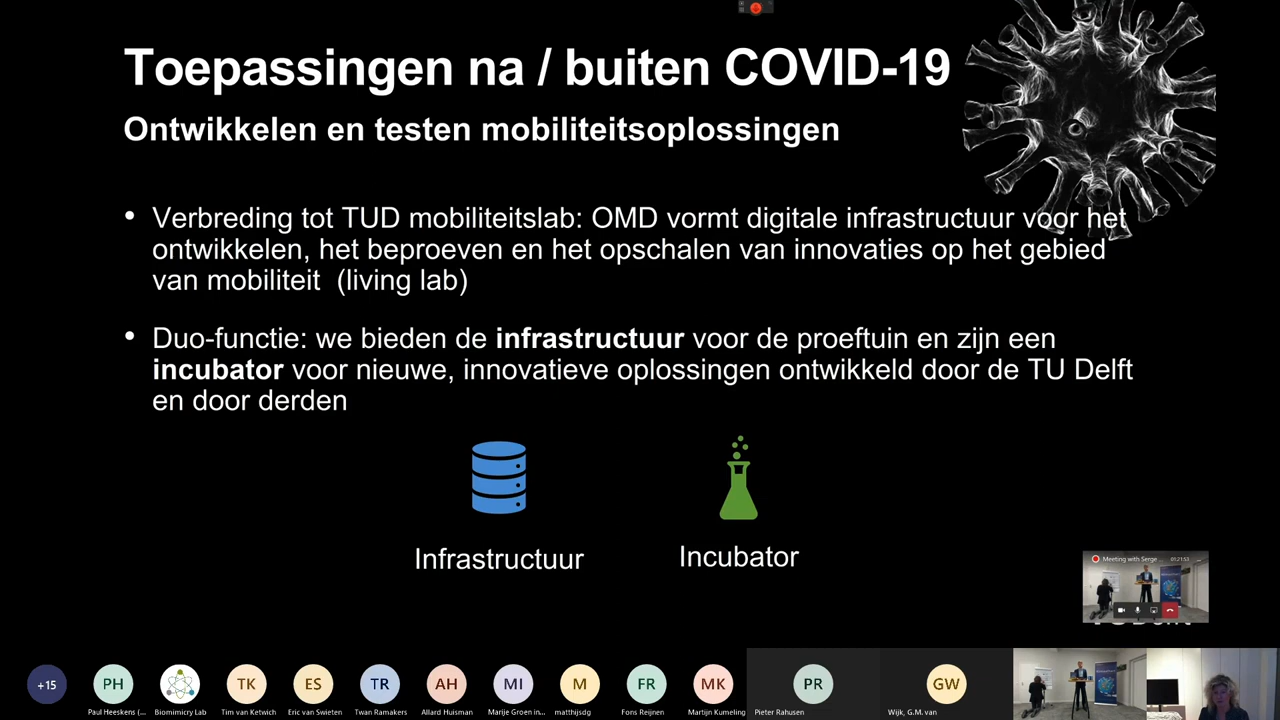 Toepassingen na / buiten COVID-19
Ontwikkelen en testen mobiliteitsoplossingen
• Verbreding tot TUD mobiliteitslab: OMD vormt digitale infrastructuur voor het
ontwikkelen, het beproeven en het opschalen van innovaties op het gebied
van mobiliteit (living lab)
• Duo-functie: we bieden de infrastructuur voor de proeftuin en zijn een
incubator voor nieuwe, innovatieve oplossingen ontwikkeld door de TU Delft
en door derden
Infrastructuur
Incubator
Meeting with Serge ... 01:21:53
+15
PH
TK
ES
TR
AH
MI
M
FR
MK
PR
GW
Paul Heeskens (...
Biomimicry Lab
Tim van Ketwich
Eric van Swieten
Twan Ramakers
Allard Huisman
Marije Groen in...
matthijsdg
Fons Reijnen
Martijn Kumeling
Pieter Rahusen
Wijk, G.M. van